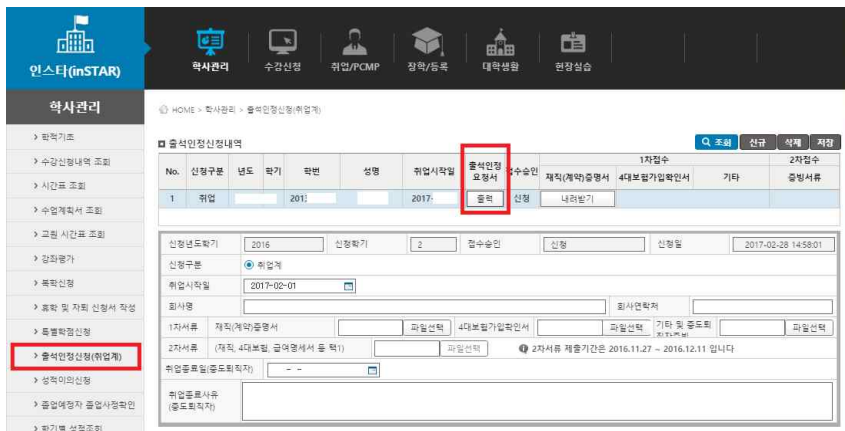 인스타(inSTAR)
학사관리 수강신청 취업/PCMP 장학/등록 대학생활 현장실습
학사관리
HOME > 학사관리 > 출석인정신청(취업계)
> 학적기초
> 수강신청내역 조회
> 시간표 조회
> 수업계획서 조회
> 교원 시간표 조회
> 강좌평가
> 복학신청
> 휴학 및 자퇴 신청서 작성
> 특별학점신청
> 출석인정신청(취업계)
> 성적이의신청
> 졸업예정자 졸업사정확인
> 학기별 성적조회
출석인정신청내역
조회 신규 삭제 저장
No. 신청구분 년도 학기 학번 성명 취업시작일 출석인정 요청서 접수승인 1차접수 2차접수
재직(계약)증명서 4대보험가입확인서 기타 증빙서류
1 취업 201 2017- 출력 신청 내려받기
신청년도학기 2016 신청학기 2 접수승인 신청 신청일 2017-02-28 14:58:01
신청구분 취업계
취업시작일 2017-02-01
회사명 회사연락처
1차서류 재직(계약)증명서 파일선택 4대보험가입확인서 파일선택 기타 및 중도퇴 파일선택
2차서류 (재직, 4대보험, 급여명세서 등 택1) 파일선택 2차서류 제출기간은 2016.11.27 ~ 2016.12.11 입니다
취업종료일(중도퇴직자) - -
취업종료사유
(중도퇴직자)